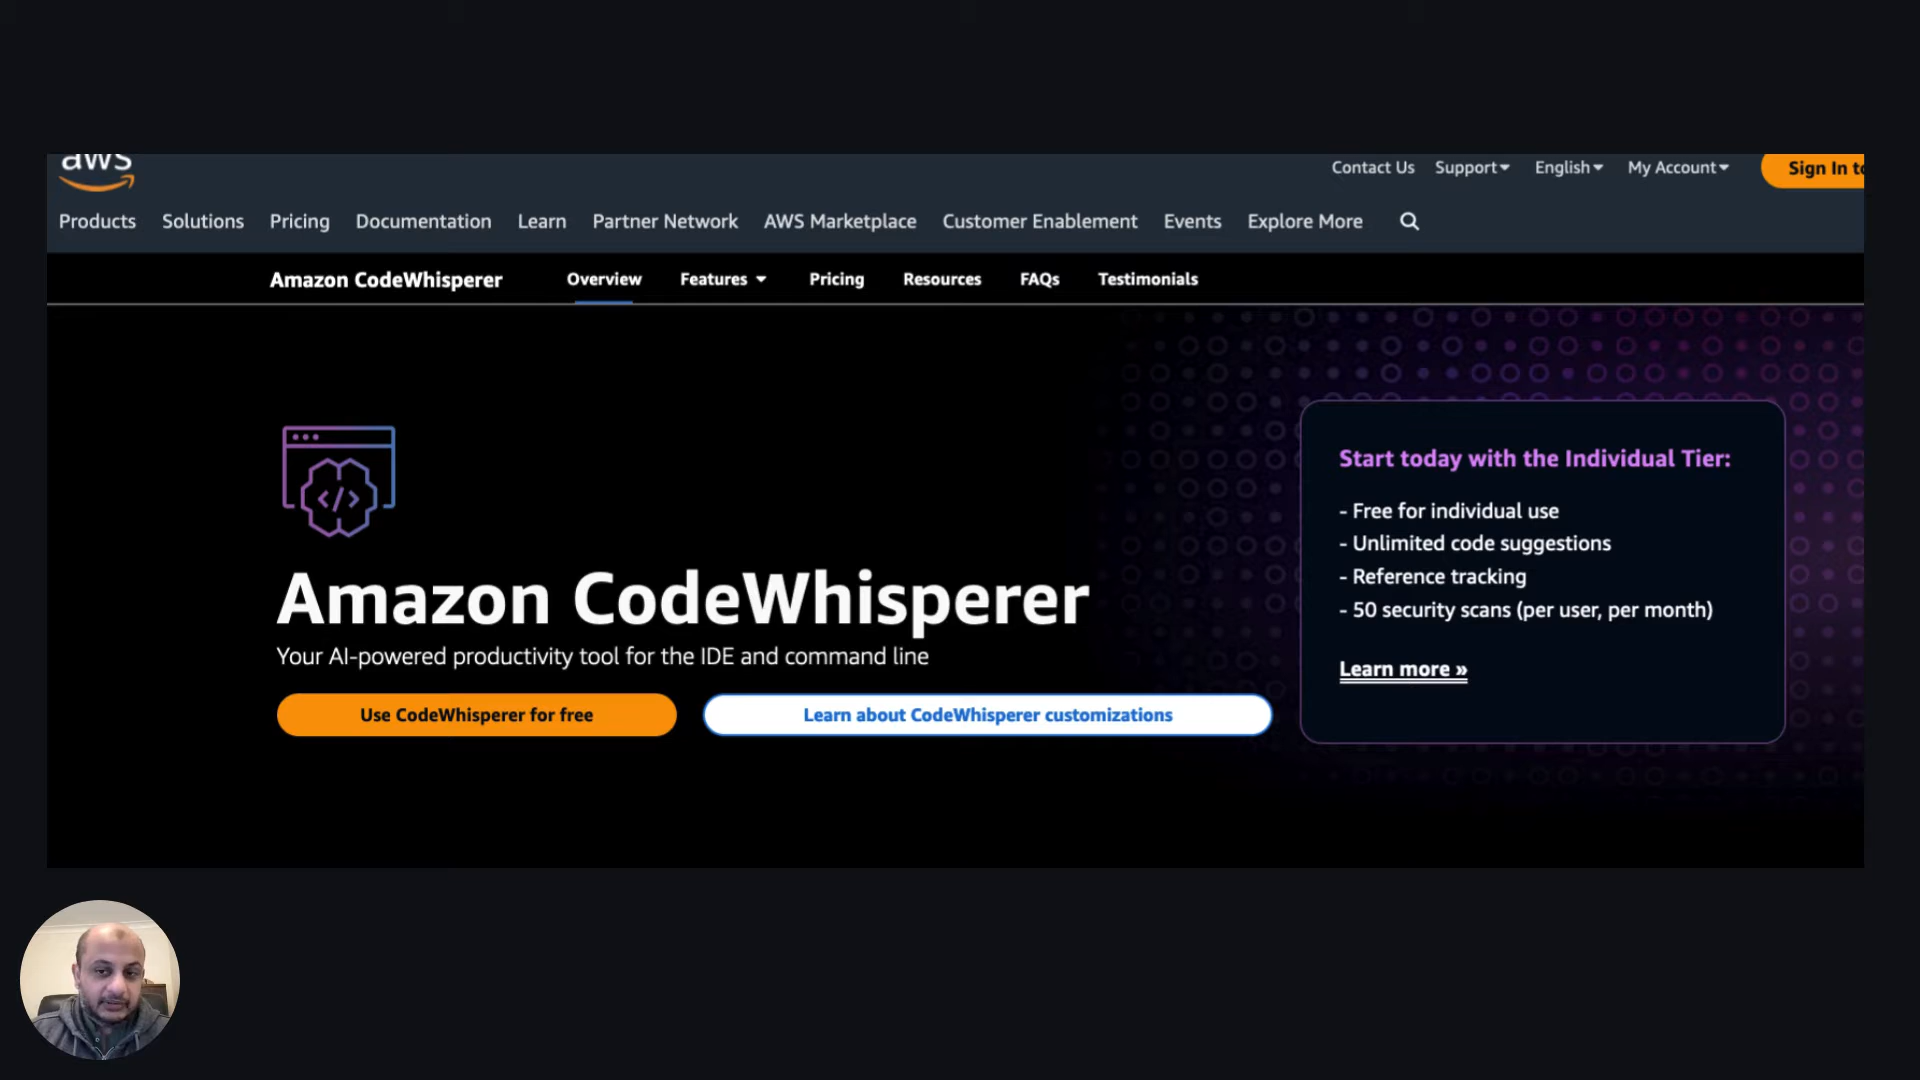 aws
Contact Us Support English My Account Sign In to
Products Solutions Pricing Documentation Learn Partner Network AWS Marketplace Customer Enablement Events Explore More
Amazon CodeWhisperer Overview Features Pricing Resources FAQs Testimonials
</>
Amazon CodeWhisperer
Your AI-powered productivity tool for the IDE and command line
Use CodeWhisperer for free
Learn about CodeWhisperer customizations
Start today with the Individual Tier:
- Free for individual use
- Unlimited code suggestions
- Reference tracking
- 50 security scans (per user, per month)
Learn more »